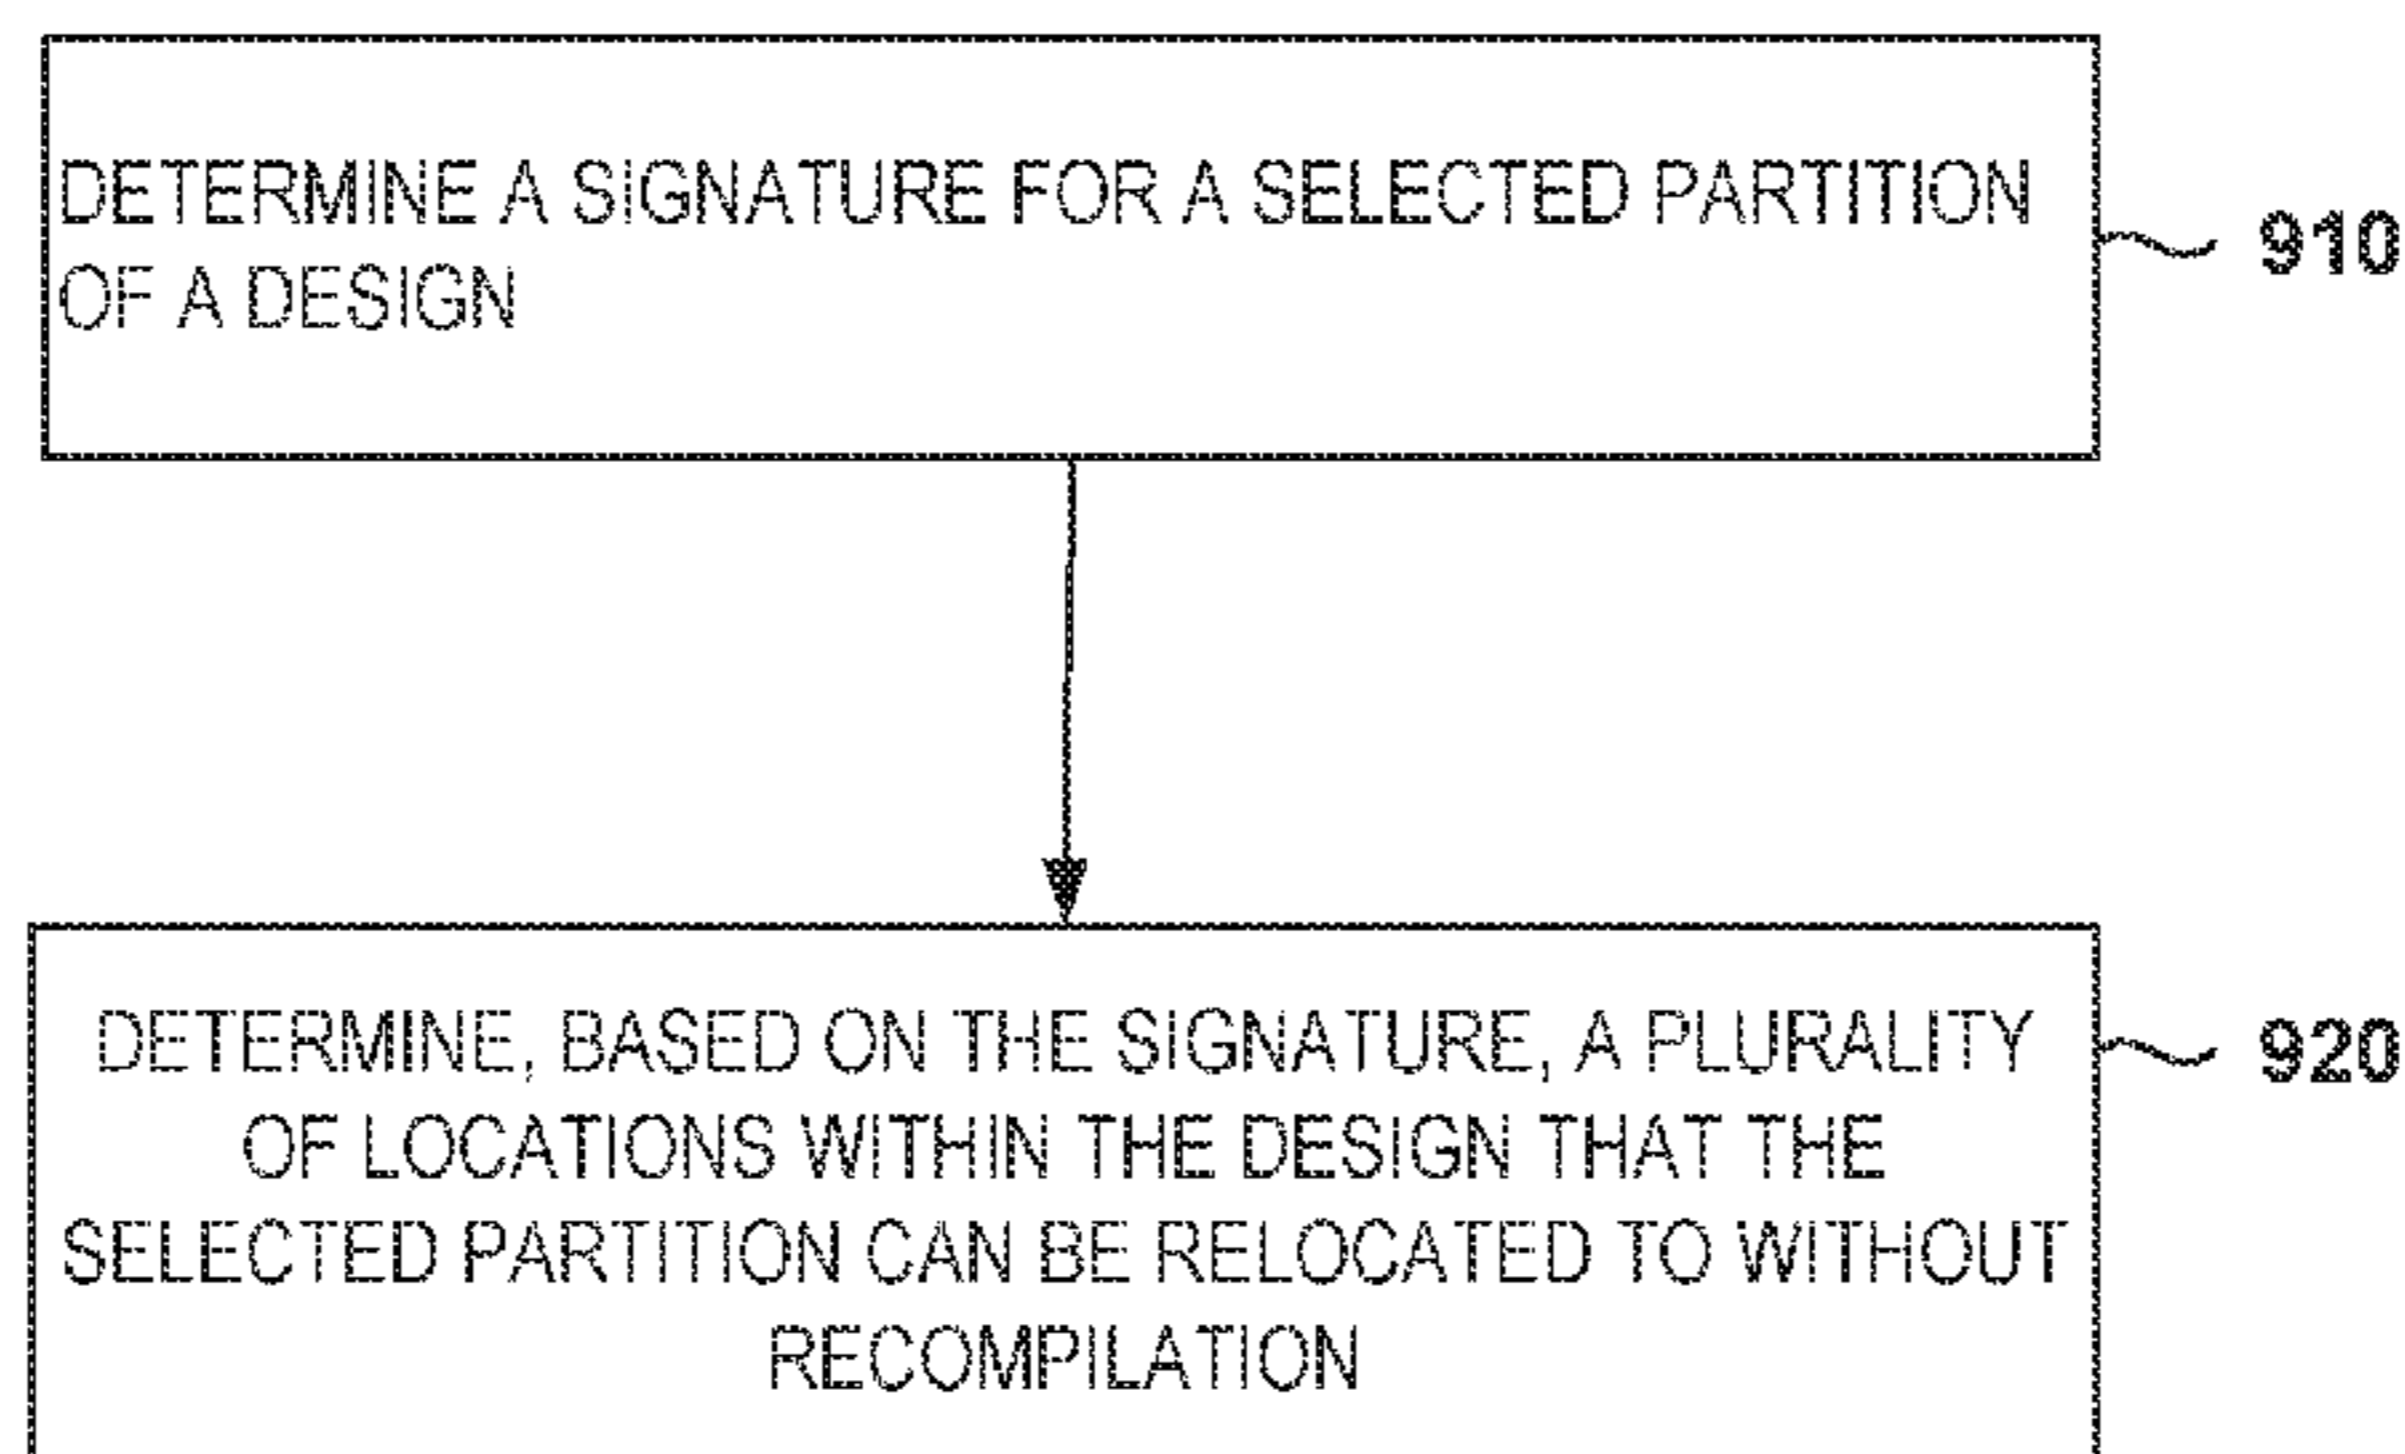 DETERMINE A SIGNATURE FOR A SELECTED PARTITION
OF A DESIGN
910
DETERMINE, BASED ON THE SIGNATURE, A PLURALITY
OF LOCATIONS WITHIN THE DESIGN THAT THE
SELECTED PARTITION CAN BE RELOCATED TO WITHOUT
RECOMPILATION
920